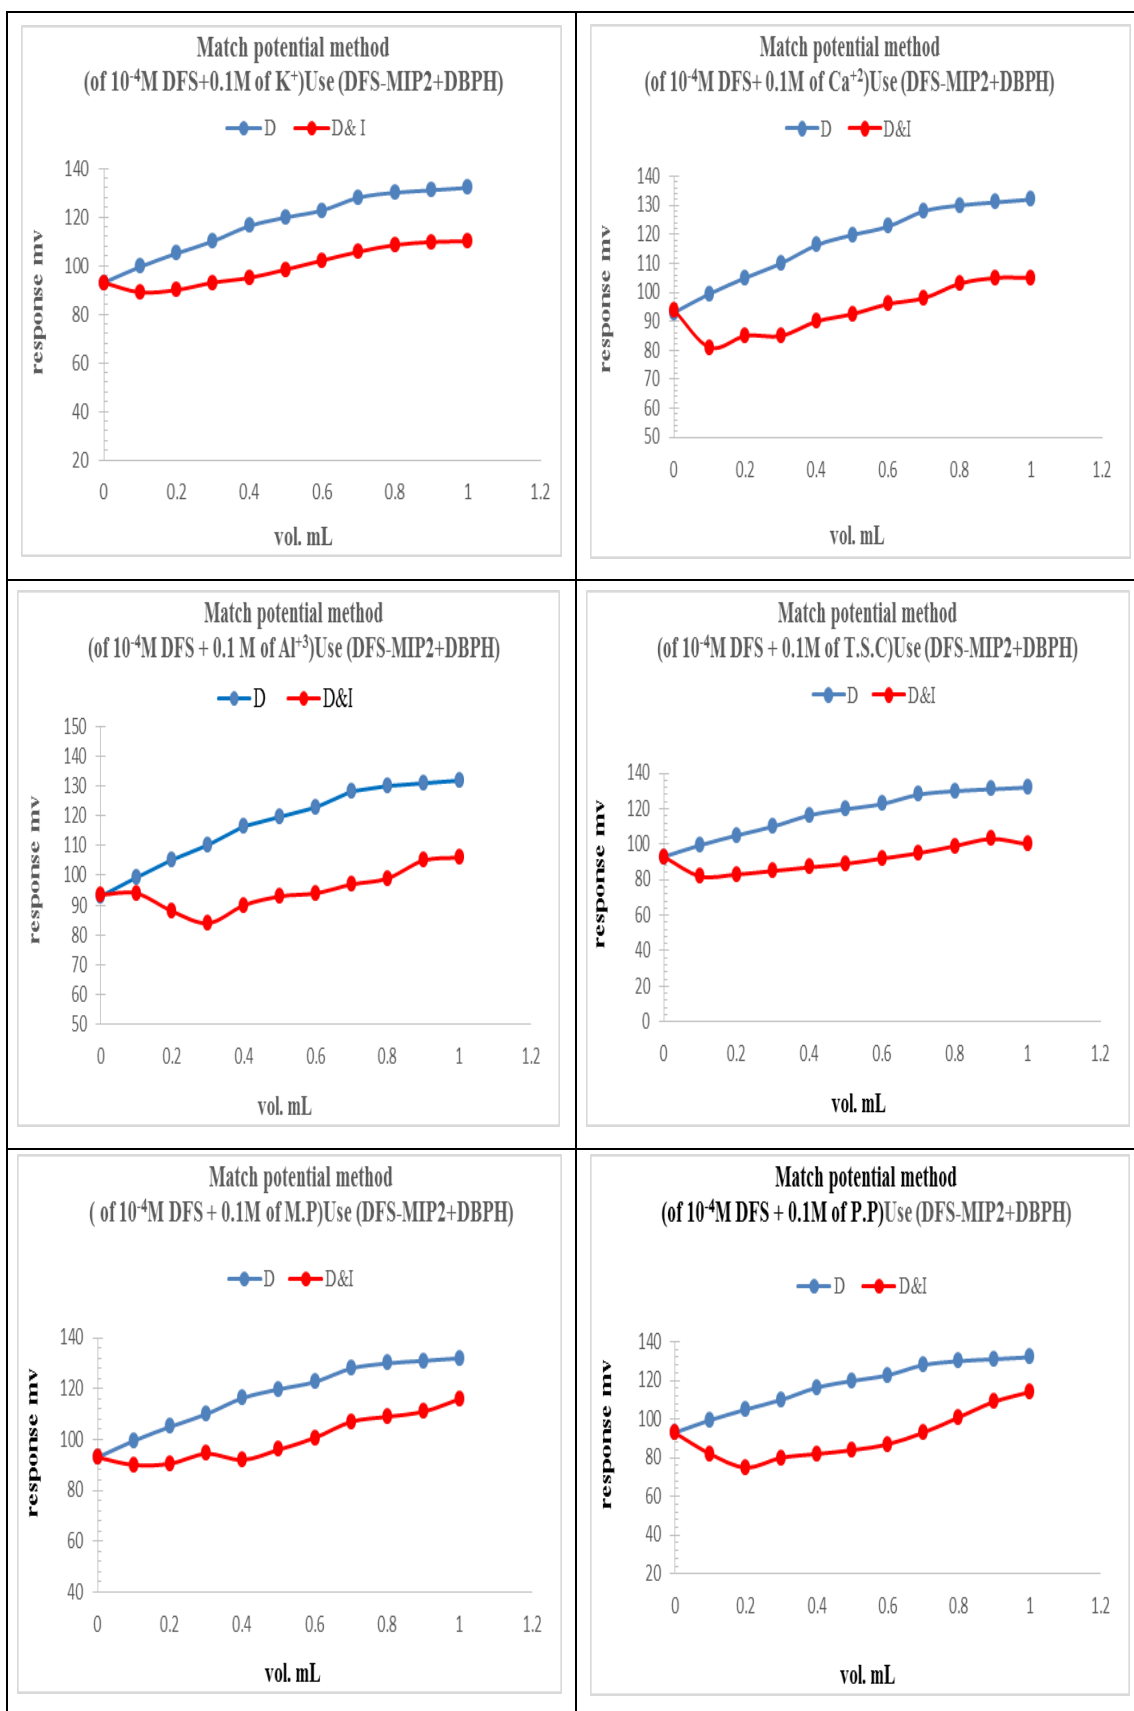 Match potential method
(of 10⁻⁴M DFS+0.1M of K⁺)Use (DFS-MIP2+DBPH)
D D& I
140
120
100
80
60
40
20
response mv
0 0.2 0.4 0.6 0.8 1 1.2
vol. mL
Match potential method
(of 10⁻⁴M DFS+ 0.1M of Ca⁺²)Use (DFS-MIP2+DBPH)
D D&I
140
130
120
110
100
90
80
70
60
50
response mv
0 0.2 0.4 0.6 0.8 1 1.2
vol. mL
Match potential method
(of 10⁻⁴M DFS + 0.1 M of Al⁺³)Use (DFS-MIP2+DBPH)
D D&I
150
140
130
120
110
100
90
80
70
60
50
response mv
0 0.2 0.4 0.6 0.8 1 1.2
vol. mL
Match potential method
(of 10⁻⁴M DFS + 0.1M of T.S.C)Use (DFS-MIP2+DBPH)
D D&I
140
120
100
80
60
40
20
0
response mv
0 0.2 0.4 0.6 0.8 1 1.2
vol. mL
Match potential method
( of 10⁻⁴M DFS + 0.1M of M.P)Use (DFS-MIP2+DBPH)
D D&I
140
120
100
80
60
40
response mv
0 0.2 0.4 0.6 0.8 1 1.2
vol. mL
Match potential method
(of 10⁻⁴M DFS + 0.1M of P.P)Use (DFS-MIP2+DBPH)
D D&I
140
120
100
80
60
40
20
response mv
0 0.2 0.4 0.6 0.8 1 1.2
vol. mL